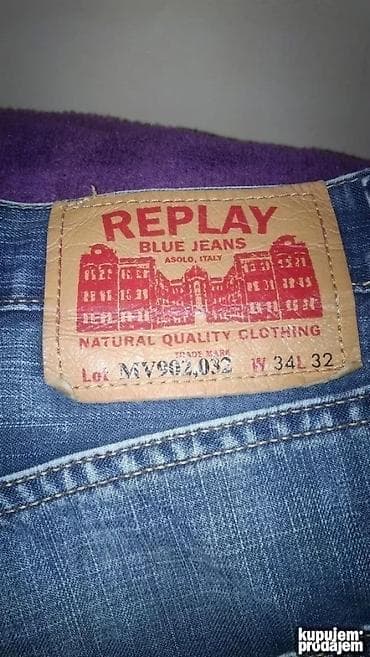 REPLAY
BLUE JEANS
ASOLO, ITALY
NATURAL QUALITY CLOTHING
TRADE MARK
Lot MV902,032 W 34 L 32
kupujem
prodajem